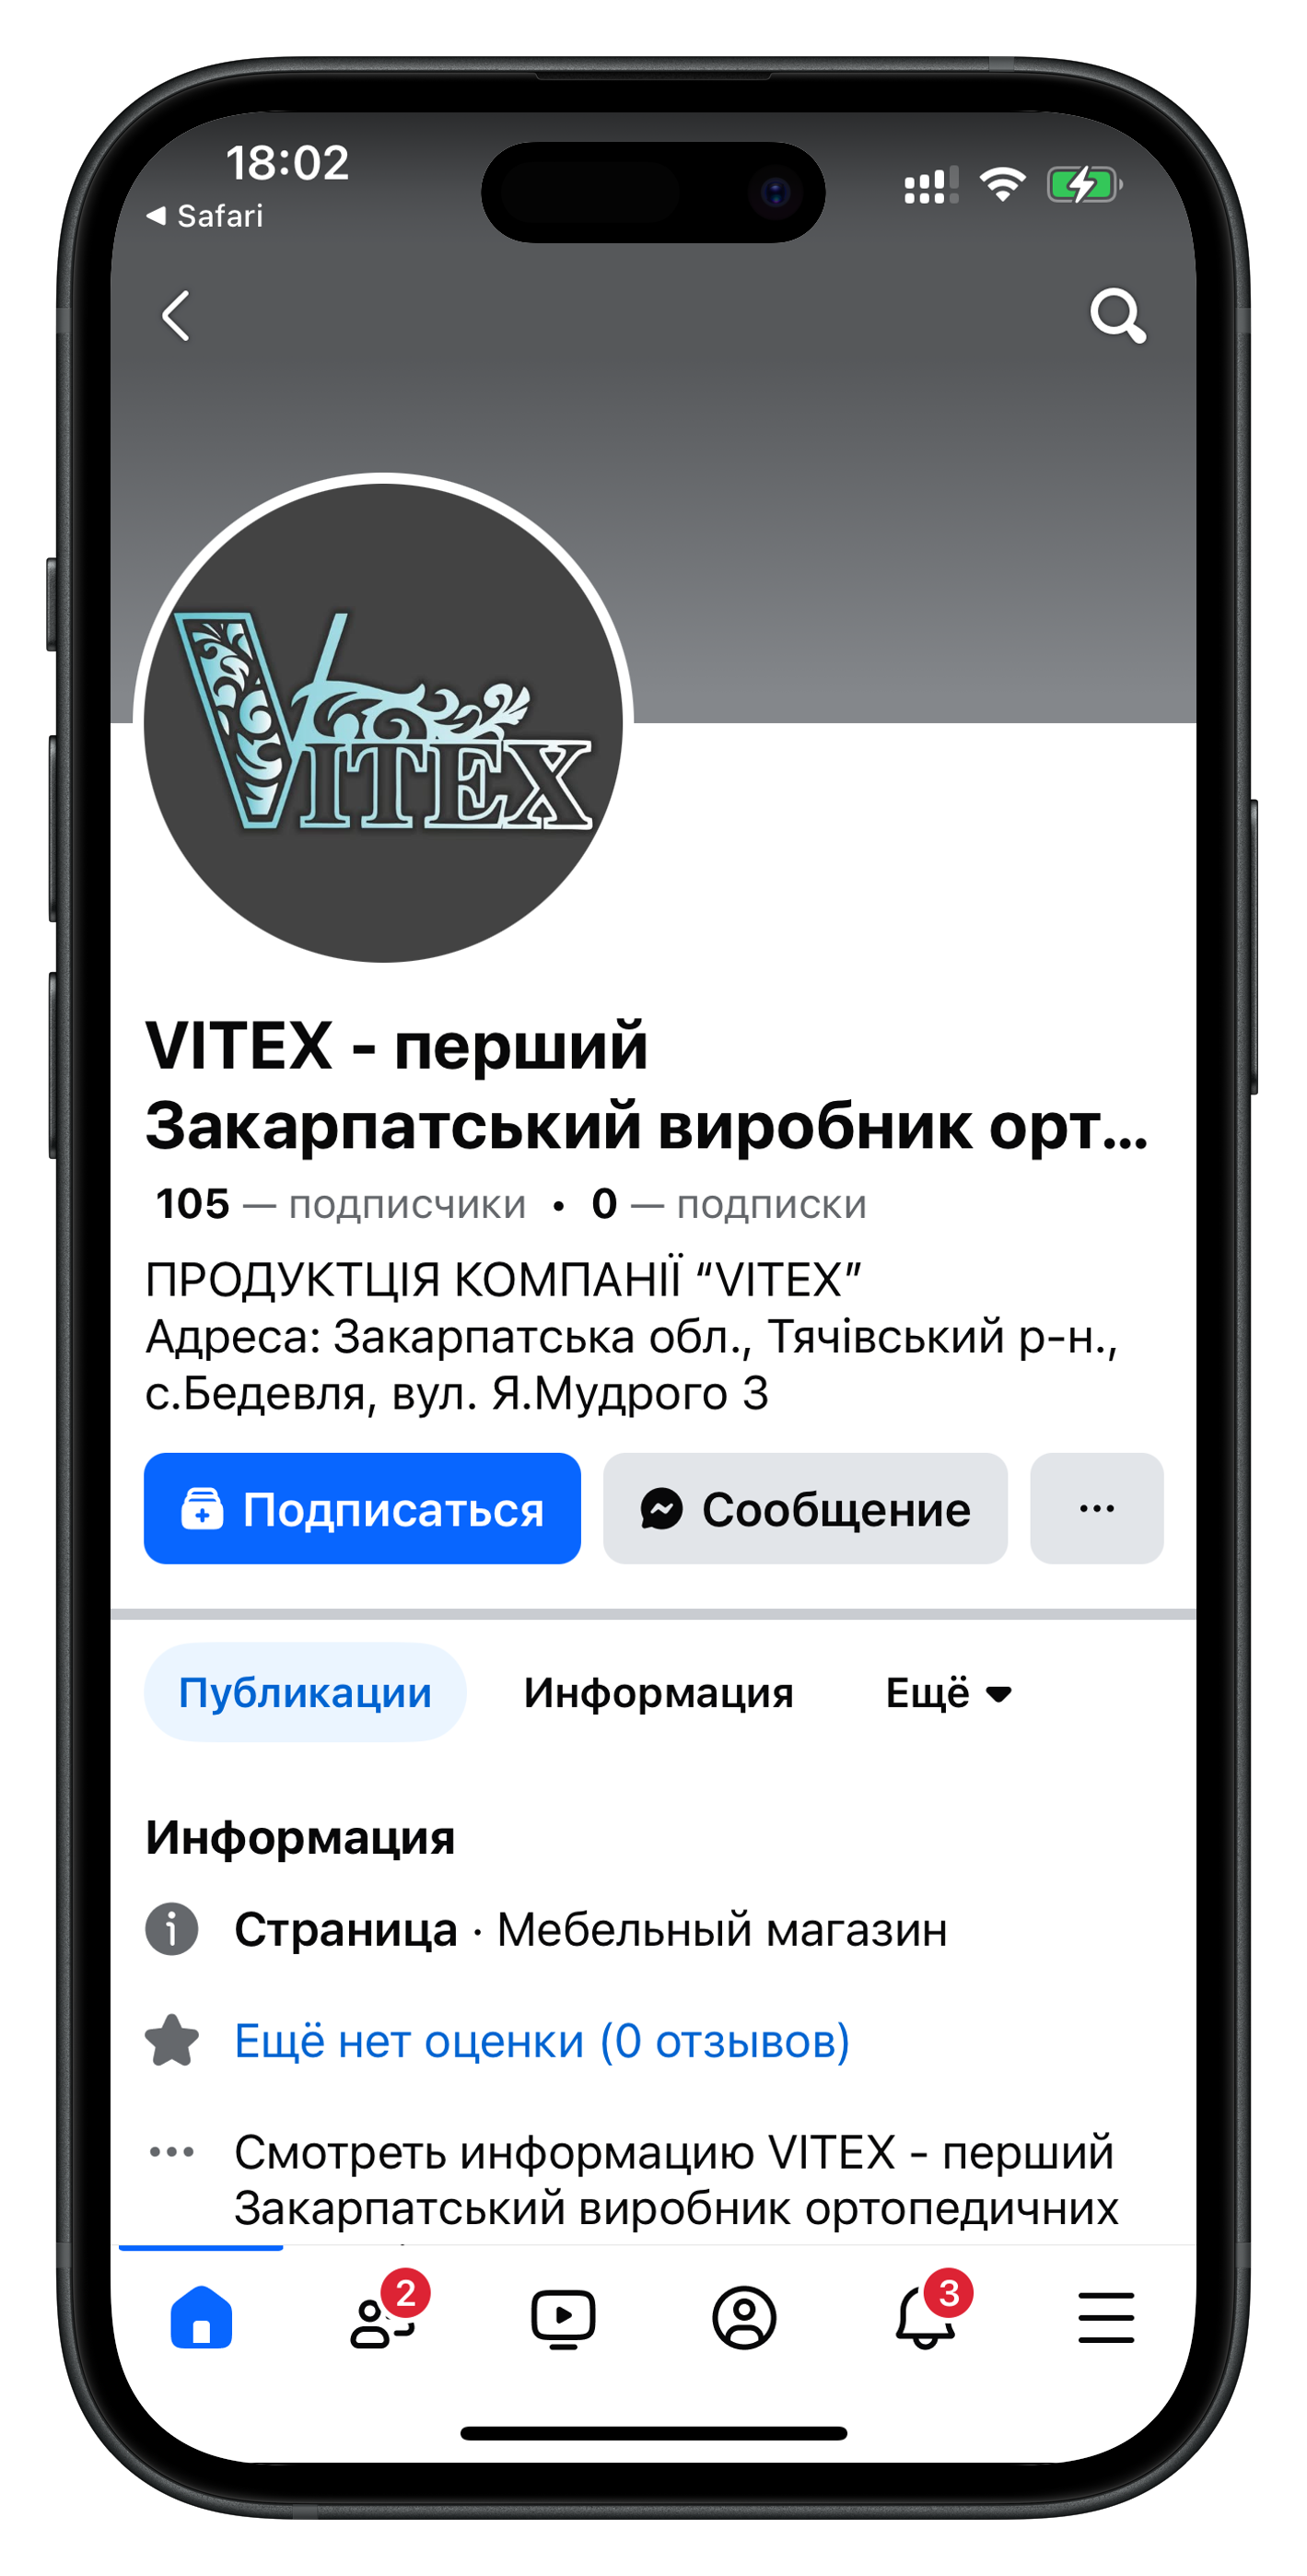 18:02
Safari
VITEX
VITEX - перший
Закарпатський виробник орт...
105 — подписчики • 0 — подписки
ПРОДУКТЦІЯ КОМПАНІЇ “VITEX”
Адреса: Закарпатська обл., Тячівський р-н.,
с.Бедевля, вул. Я.Мудрого 3
Подписаться Сообщение ...
Публикации Информация Ещё
Информация
Страница · Мебельный магазин
Ещё нет оценки (0 отзывов)
Смотреть информацию VITEX - перший
Закарпатський виробник ортопедичних
2 3